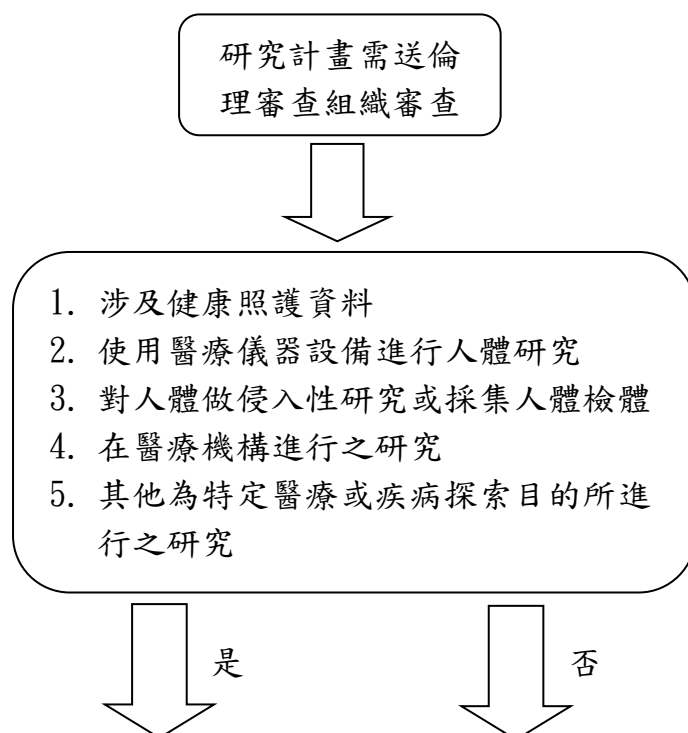 研究計畫需送倫
理審查組織審查
1. 涉及健康照護資料
2. 使用醫療儀器設備進行人體研究
3. 對人體做侵入性研究或採集人體檢體
4. 在醫療機構進行之研究
5. 其他為特定醫療或疾病探索目的所進
行之研究
是
否